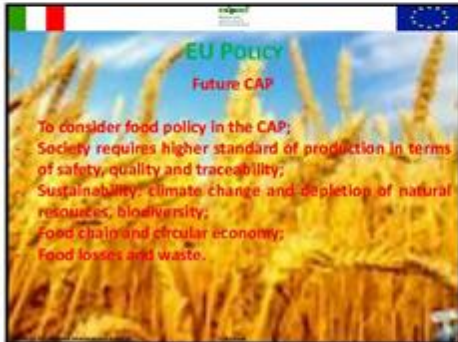 EU POLICY
Future CAP
- To consider food policy in the CAP;
- Society requires higher standard of production in terms
of safety, quality and traceability;
- Sustainability: climate change and depletion of natural
resources, biodiversity;
- Food chain and circular economy;
- Food losses and waste.